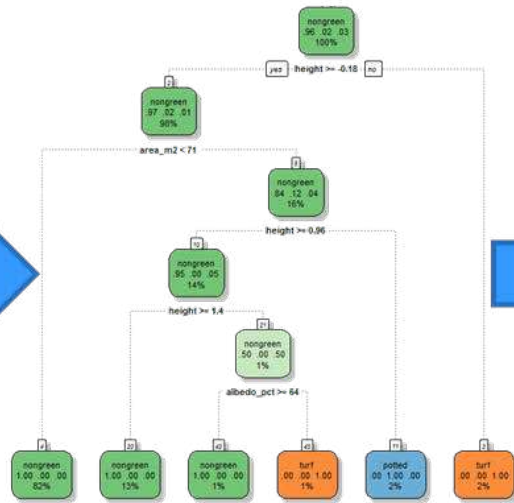 nongreen
.96 .02 .03
100%
yes height >= -0.18 no
2
nongreen
.97 .02 .01
98%
area_m2 < 71
5
nongreen
.84 .12 .04
16%
height >= 0.96
10
nongreen
.95 .00 .05
14%
height >= 1.4
21
nongreen
.50 .00 .50
1%
albedo_pct >= 64
4
nongreen
1.00 .00 .00
82%
20
nongreen
1.00 .00 .00
13%
42
nongreen
1.00 .00 .00
1%
43
turf
.00 .00 1.00
1%
11
potted
.00 1.00 .00
2%
3
turf
.00 .00 1.00
2%